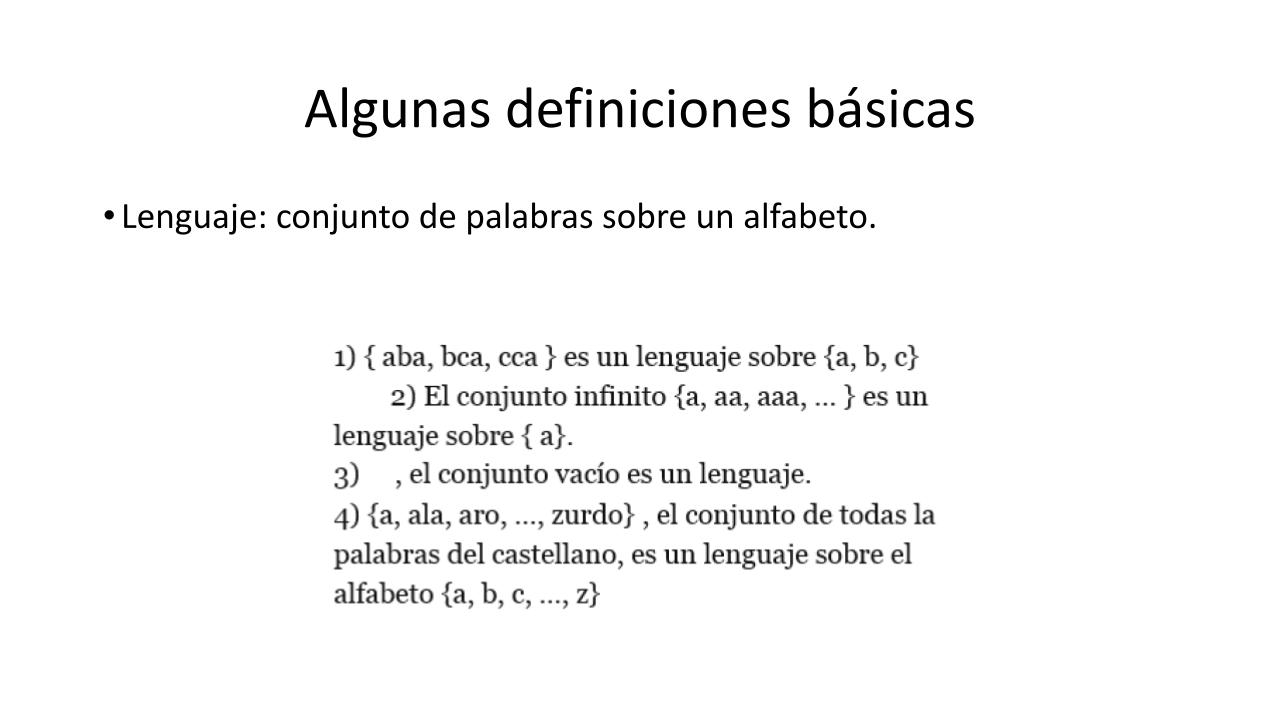 Algunas definiciones básicas
• Lenguaje: conjunto de palabras sobre un alfabeto.
1) { aba, bca, cca } es un lenguaje sobre {a, b, c}
2) El conjunto infinito {a, aa, aaa, ... } es un
lenguaje sobre { a}.
3) , el conjunto vacío es un lenguaje.
4) {a, ala, aro, ..., zurdo} , el conjunto de todas la
palabras del castellano, es un lenguaje sobre el
alfabeto {a, b, c, ..., z}